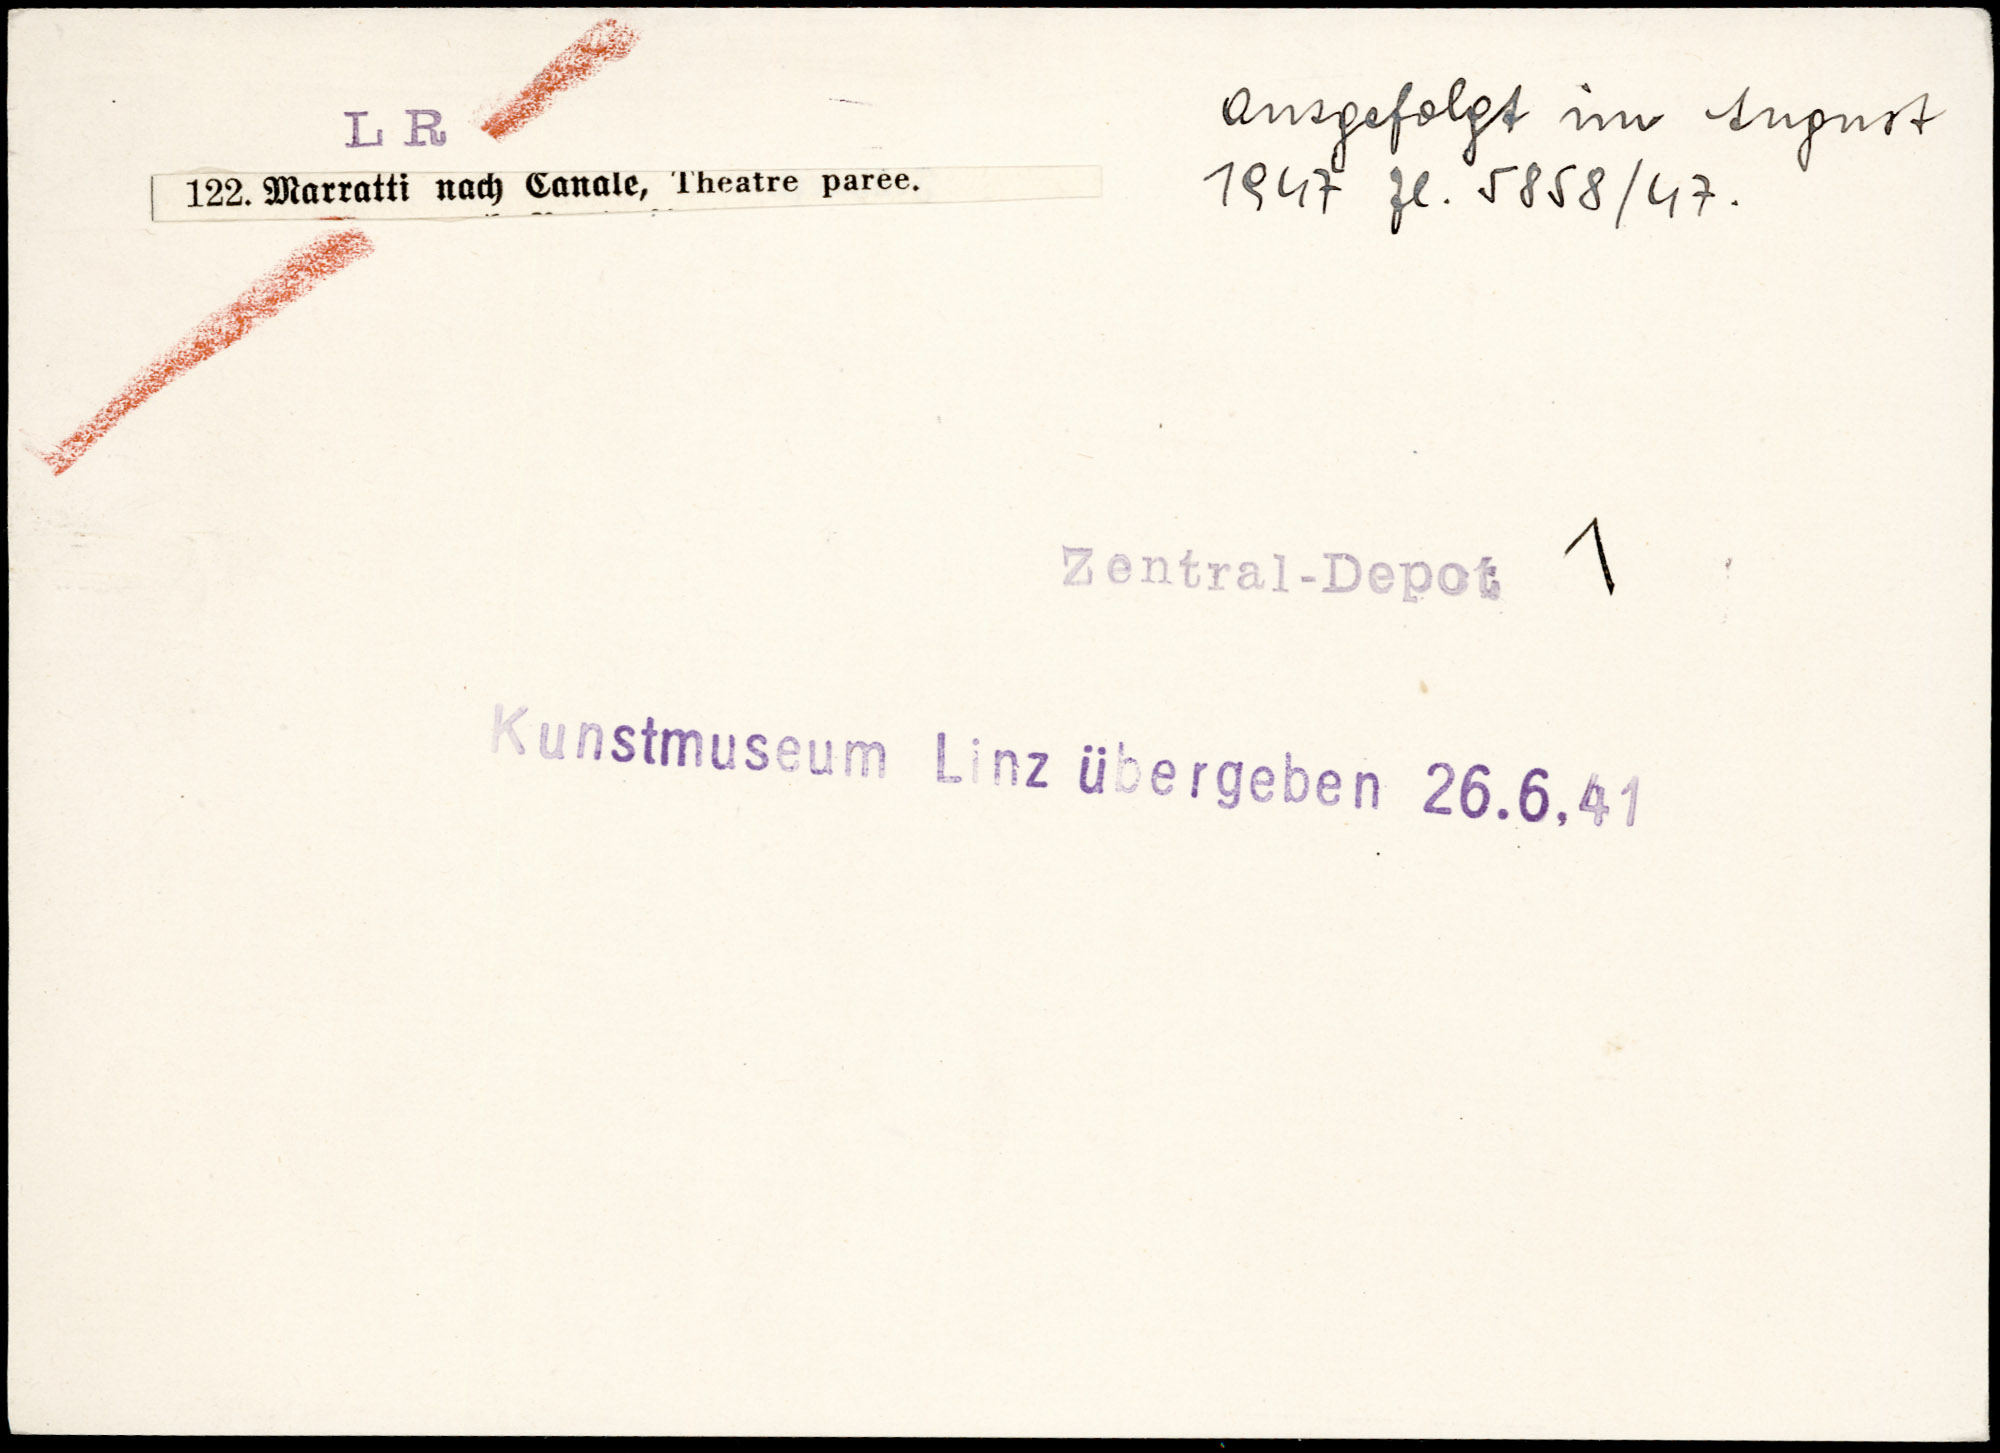 L R
122. Marratti nach Canale, Theatre paree.
ausgefolgt im August
1947 Zl. 5858/47.
Zentral-Depot 1
Kunstmuseum Linz übergeben 26.6.41